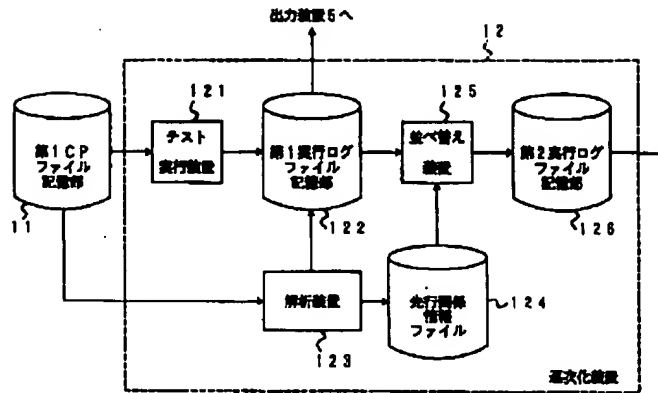 出力装置5へ
12
121
125
第1CP
ファイル
記憶部
テスト
実行装置
第1実行ログ
ファイル
記憶部
並べ替え
装置
第2実行ログ
ファイル
記憶部
11
122
126
解析装置
先行関係
情報
ファイル
124
123
逐次化装置